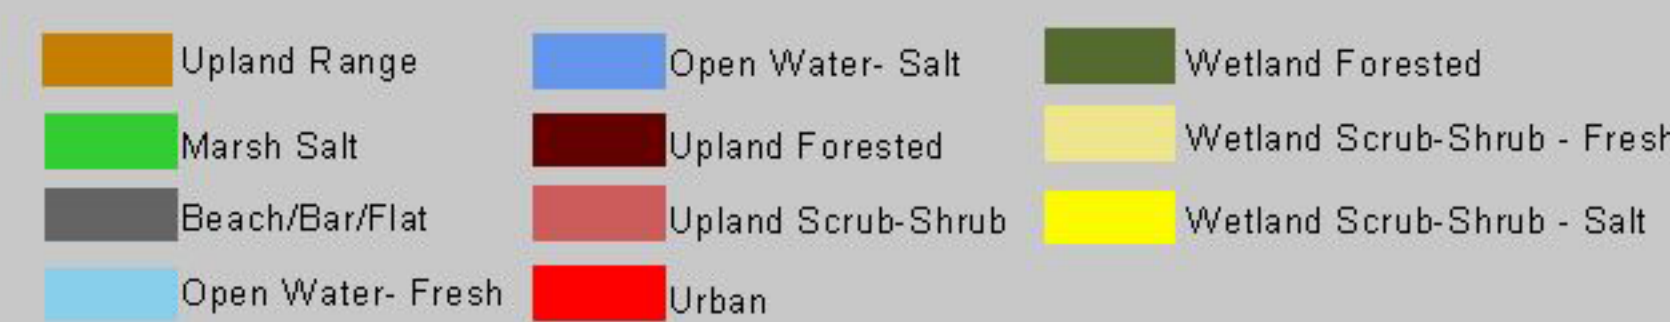 Upland Range
Marsh Salt
Beach/Bar/Flat
Open Water- Fresh
Open Water- Salt
Upland Forested
Upland Scrub-Shrub
Urban
Wetland Forested
Wetland Scrub-Shrub - Fresh
Wetland Scrub-Shrub - Salt